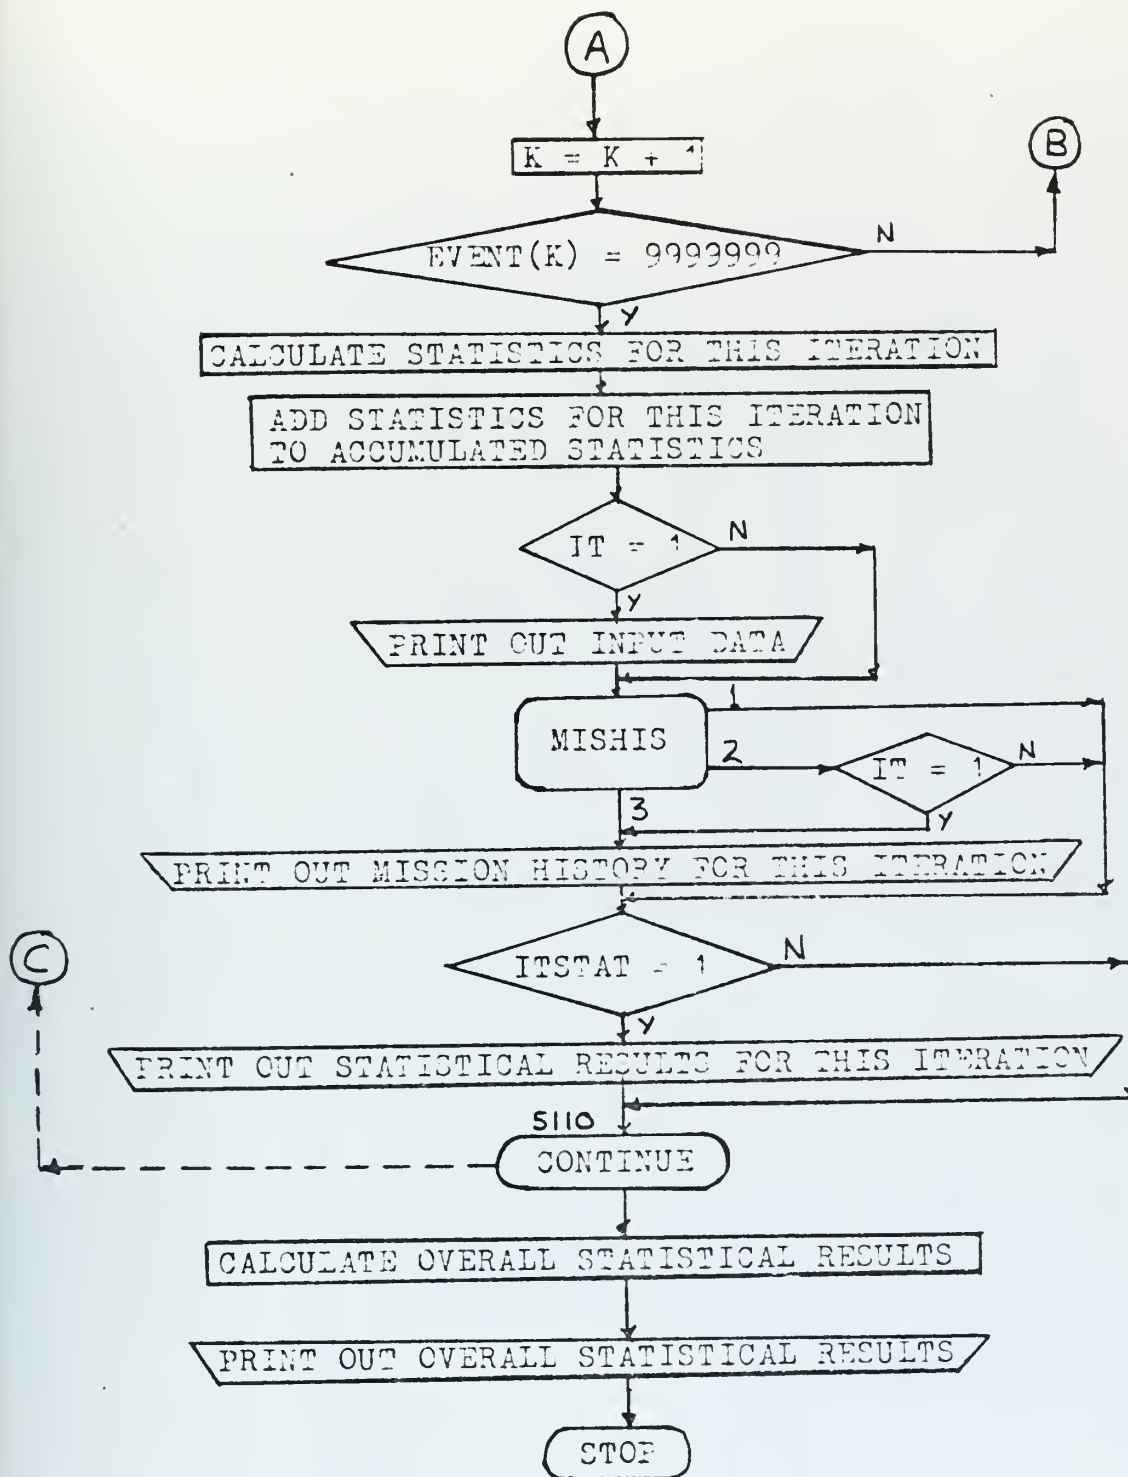 A
K = K + 1
B
EVENT(K) = 9999999
N
Y
CALCULATE STATISTICS FOR THIS ITERATION
ADD STATISTICS FOR THIS ITERATION
TO ACCUMULATED STATISTICS
IT = 1
N
Y
PRINT OUT INPUT DATA
1
MISHIS
2
IT = 1
N
3
Y
PRINT OUT MISSION HISTORY FOR THIS ITERATION
C
ITSTAT = 1
N
Y
PRINT OUT STATISTICAL RESULTS FOR THIS ITERATION
5110
CONTINUE
CALCULATE OVERALL STATISTICAL RESULTS
PRINT OUT OVERALL STATISTICAL RESULTS
STOP